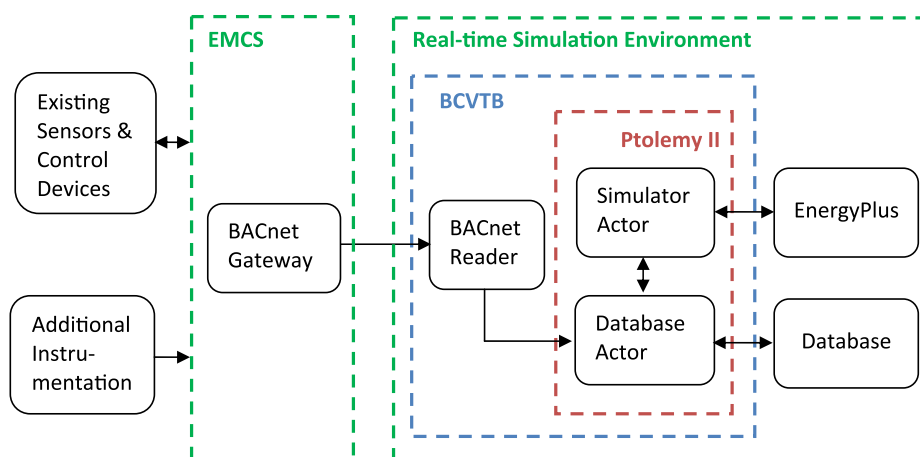 EMCS
Real-time Simulation Environment
BCVTB
Ptolemy II
Existing
Sensors &
Control
Devices
Additional
Instru-
mentation
BACnet
Gateway
BACnet
Reader
Simulator
Actor
Database
Actor
EnergyPlus
Database